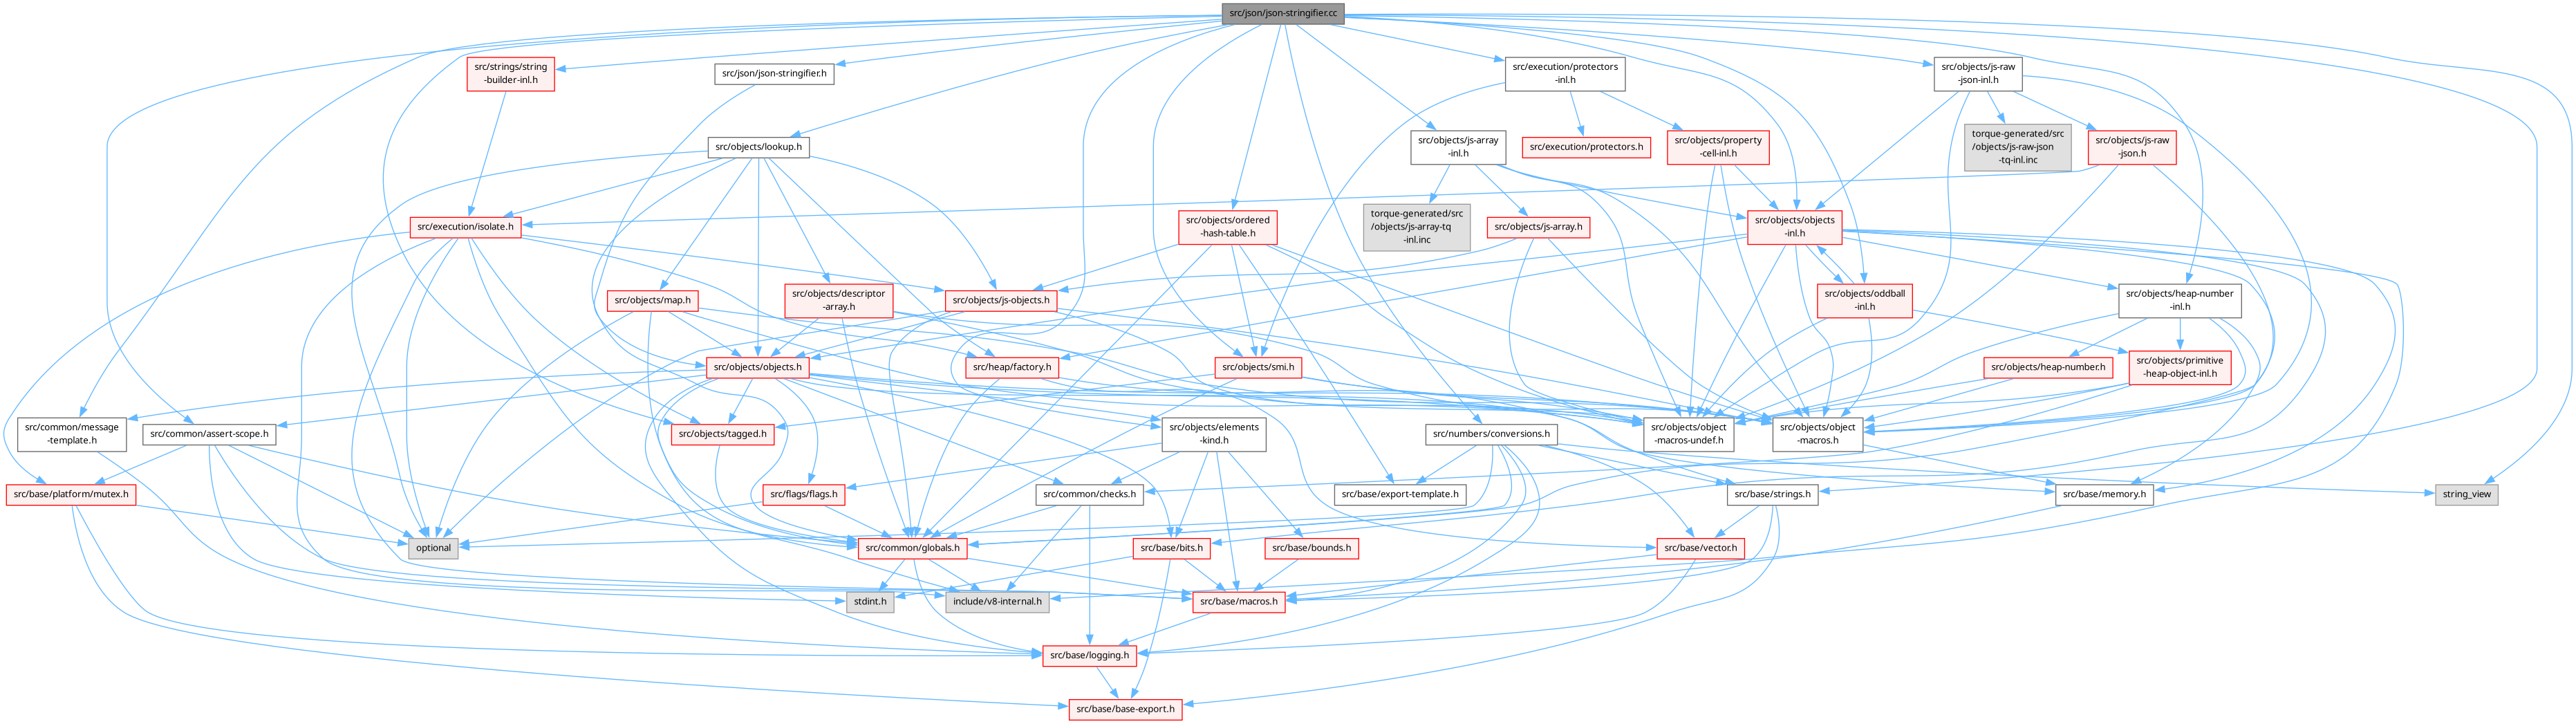 src/json/json-stringifier.cc
src/strings/string
-builder-inl.h
src/json/json-stringifier.h
src/execution/protectors
-inl.h
src/objects/js-raw
-json-inl.h
src/objects/lookup.h
src/objects/js-array
-inl.h
src/execution/protectors.h
src/objects/property
-cell-inl.h
torque-generated/src
/objects/js-raw-json
-tq-inl.inc
src/objects/js-raw
-json.h
src/execution/isolate.h
src/objects/ordered
-hash-table.h
torque-generated/src
/objects/js-array-tq
-inl.inc
src/objects/js-array.h
src/objects/objects
-inl.h
src/objects/map.h
src/objects/descriptor
-array.h
src/objects/js-objects.h
src/objects/oddball
-inl.h
src/objects/heap-number
-inl.h
src/objects/objects.h
src/heap/factory.h
src/objects/smi.h
src/objects/heap-number.h
src/objects/primitive
-heap-object-inl.h
src/common/message
-template.h
src/common/assert-scope.h
src/objects/tagged.h
src/objects/elements
-kind.h
src/numbers/conversions.h
src/objects/object
-macros-undef.h
src/objects/object
-macros.h
src/base/platform/mutex.h
src/flags/flags.h
src/common/checks.h
src/base/export-template.h
src/base/strings.h
src/base/memory.h
string_view
optional
src/common/globals.h
src/base/bits.h
src/base/bounds.h
src/base/vector.h
stdint.h
include/v8-internal.h
src/base/macros.h
src/base/logging.h
src/base/base-export.h